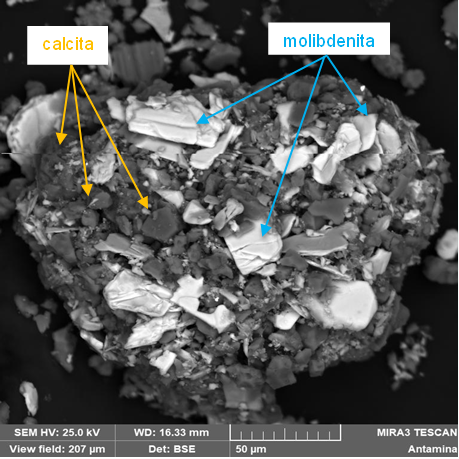 calcita
molibdenita
SEM HV: 25.0 kV
WD: 16.33 mm
MIRA3 TESCAN
View field: 207 µm
Det: BSE
50 µm
Antamina